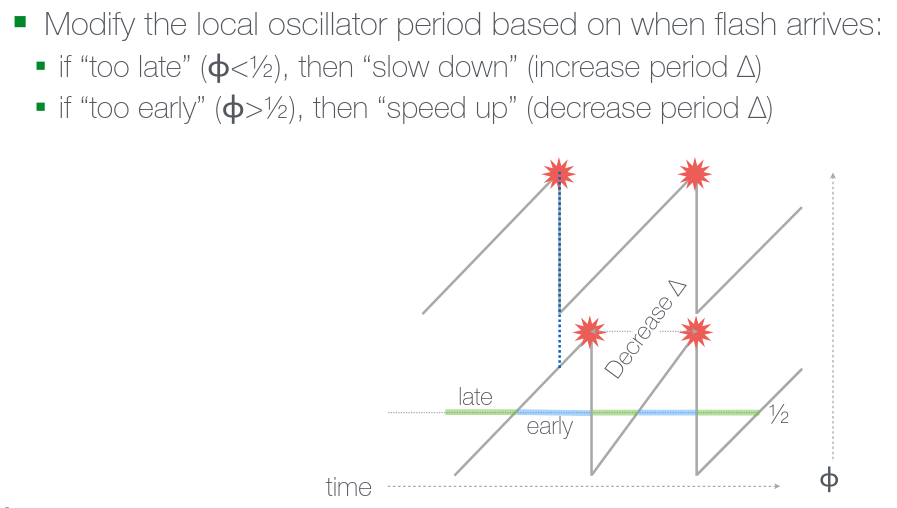 Modify the local oscillator period based on when flash arrives:
if “too late” (ϕ<½), then “slow down” (increase period Δ)
if “too early” (ϕ>½), then “speed up” (decrease period Δ)
Decrease Δ
late
½
early
time
ϕ